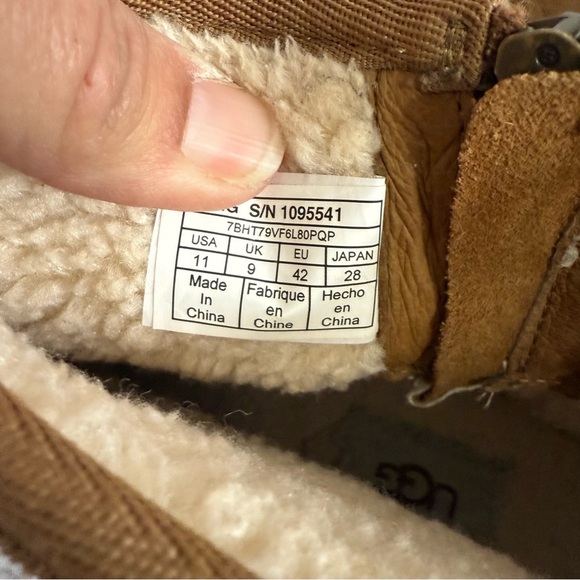 G S/N 1095541
7BHT79VF6L80PQP
USA UK EU JAPAN
11 9 42 28
Made Fabrique Hecho
In en en
China Chine China
UGG